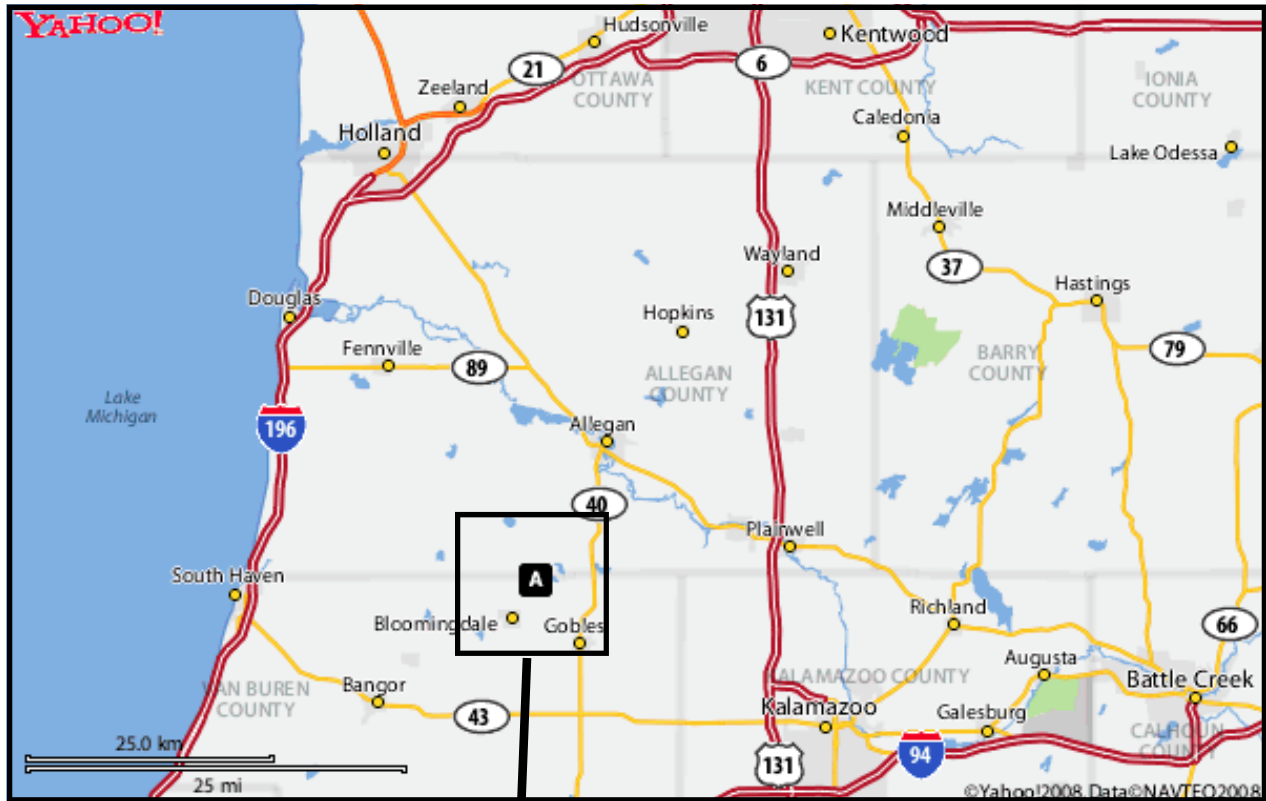 YAHOO!
Hudsonville
Kentwood
21
6
OTTAWA
COUNTY
KENT COUNTY
IONIA
COUNTY
Zeeland
Caledonia
Holland
Lake Odessa
Middleville
Wayland
37
Hastings
Douglas
Hopkins
131
Fennville
89
79
BARRY
COUNTY
ALLEGAN
COUNTY
Lake
Michigan
196
Allegan
40
Plainwell
South Haven
A
Bloomingdale
Gobles
Richland
66
Augusta
KALAMAZOO COUNTY
Battle Creek
VAN BUREN
COUNTY
Bangor
43
Kalamazoo
Galesburg
CALHOUN
COUNTY
25.0 km
94
131
25 mi
©Yahoo!2008, Data©NAVTEQ2008